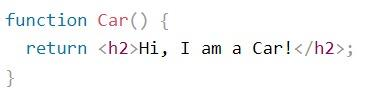 function Car() {
  return <h2>Hi, I am a Car!</h2>;
}